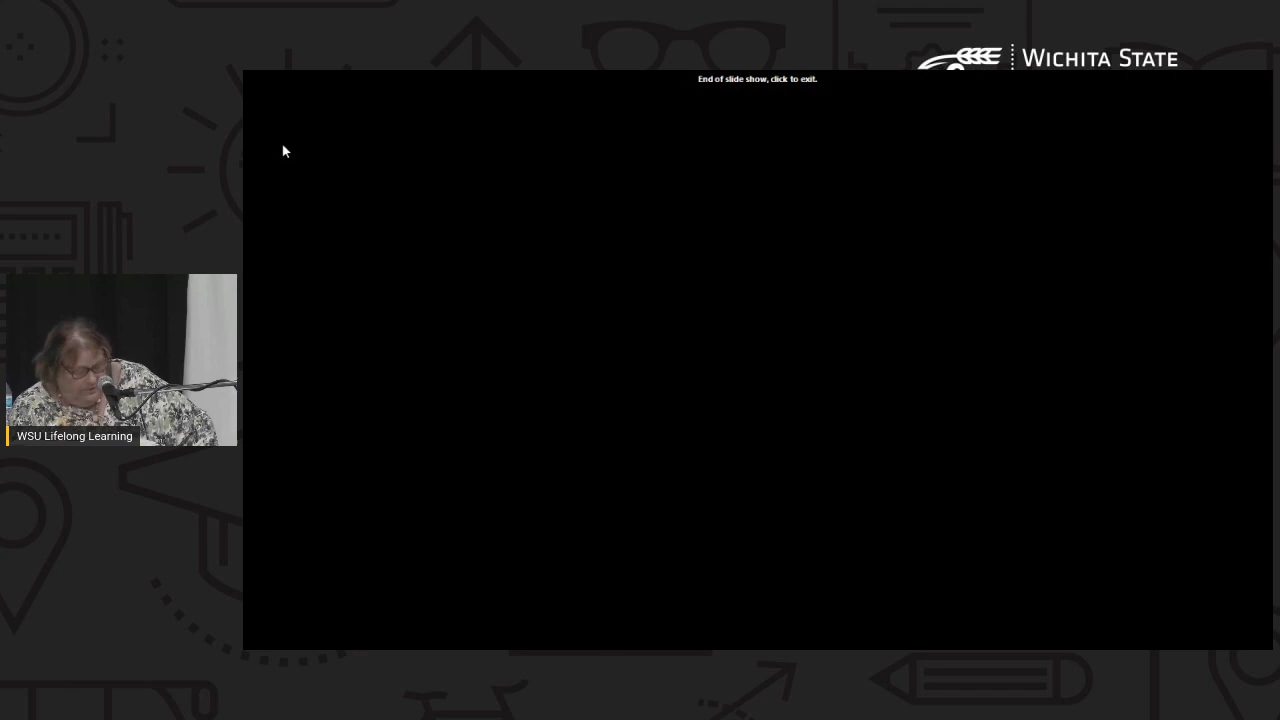 WICHITA STATE
End of slide show, click to exit.
WSU Lifelong Learning